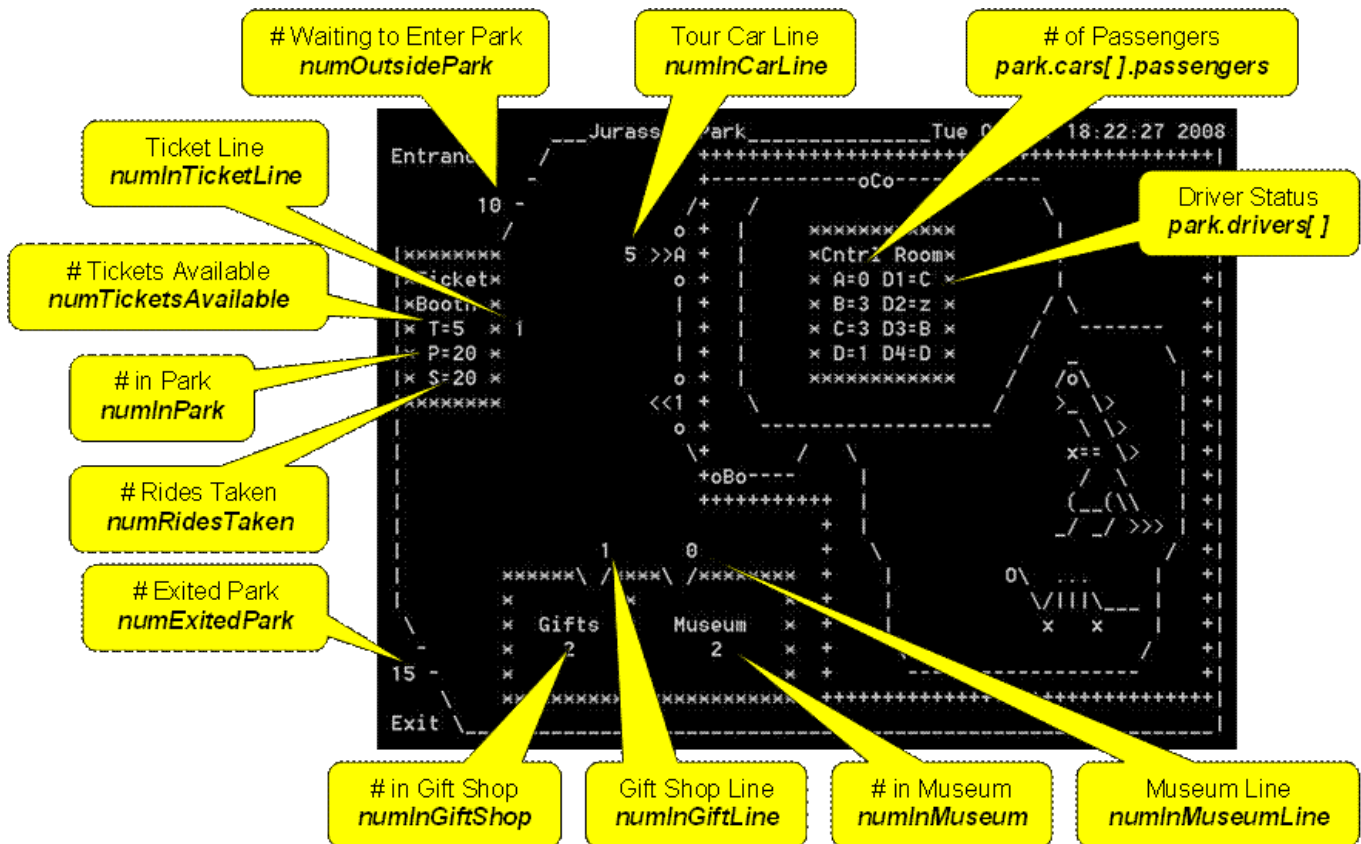 # Waiting to Enter Park
numOutsidePark
Tour Car Line
numInCarLine
# of Passengers
park.cars[ ].passengers
Ticket Line
numInTicketLine
Driver Status
park.drivers[ ]
# Tickets Available
numTicketsAvailable
# in Park
numInPark
# Rides Taken
numRidesTaken
# Exited Park
numExitedPark
Park Tue 18:22:27 2008
10
5 >>A
oCo
×Cntrl Room×
× A=0 D1=C ×
× B=3 D2=z ×
× C=3 D3=B ×
× D=1 D4=D ×
Booth
T=5
P=20
S=20
<<1
oBo
1 0
Gifts Museum
2 2
15
Exit
# in Gift Shop
numInGiftShop
Gift Shop Line
numInGiftLine
# in Museum
numInMuseum
Museum Line
numInMuseumLine